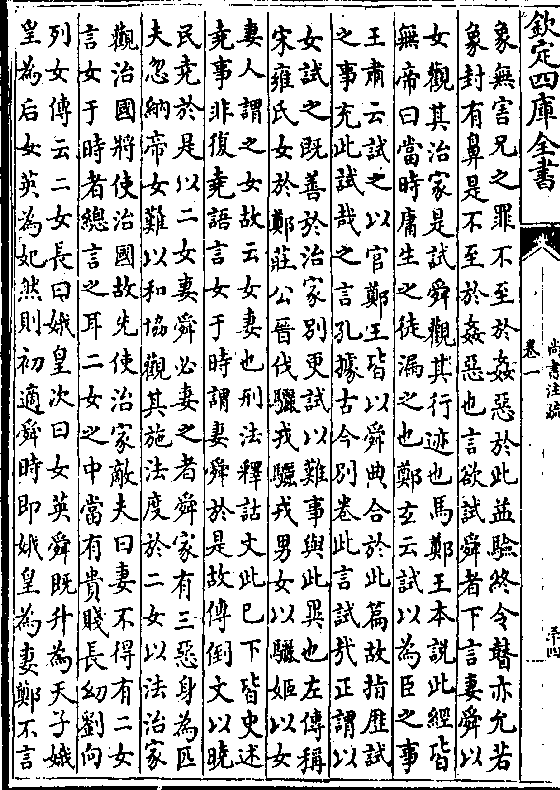 欽定四庫全書
尚書注疏
卷一
象無害兄之罪不至於姦惡於此益驗終令瞽亦允若
象封有鼻是不至於姦惡也言欲試舜者下言妻舜以
女觀其治家是試舜觀其行迹也馬鄭王本説此經皆
無帝曰當時庸生之徒漏之也鄭玄云試以為臣之事
王肅云試之以官鄭王皆以舜典合於此篇故指歷試
之事充此試哉之言孔據古今別卷此言試哉正謂以
女試之既善於治家別更試以難事與此異也左傳稱
宋雍氏女於鄭莊公晉伐驪戎驪戎男女以驪姬以女
妻人謂之女故云女妻也刑法釋詁文此已下皆史述
堯事非復堯語言女于時謂妻舜於是故傳倒文以曉
民堯於是以二女妻舜必妻之者舜家有三惡身為匹
夫忽納帝女難以和協觀其施法度於二女以法治家
觀治國將使治國故先使治家敵夫曰妻不得有二女
言女于時者總言之耳二女之中當有貴賤長幼劉向
列女傳云二女長曰娥皇次曰女英舜既升為天子娥
皇為后女英為妃然則初適舜時即娥皇為妻鄭不言